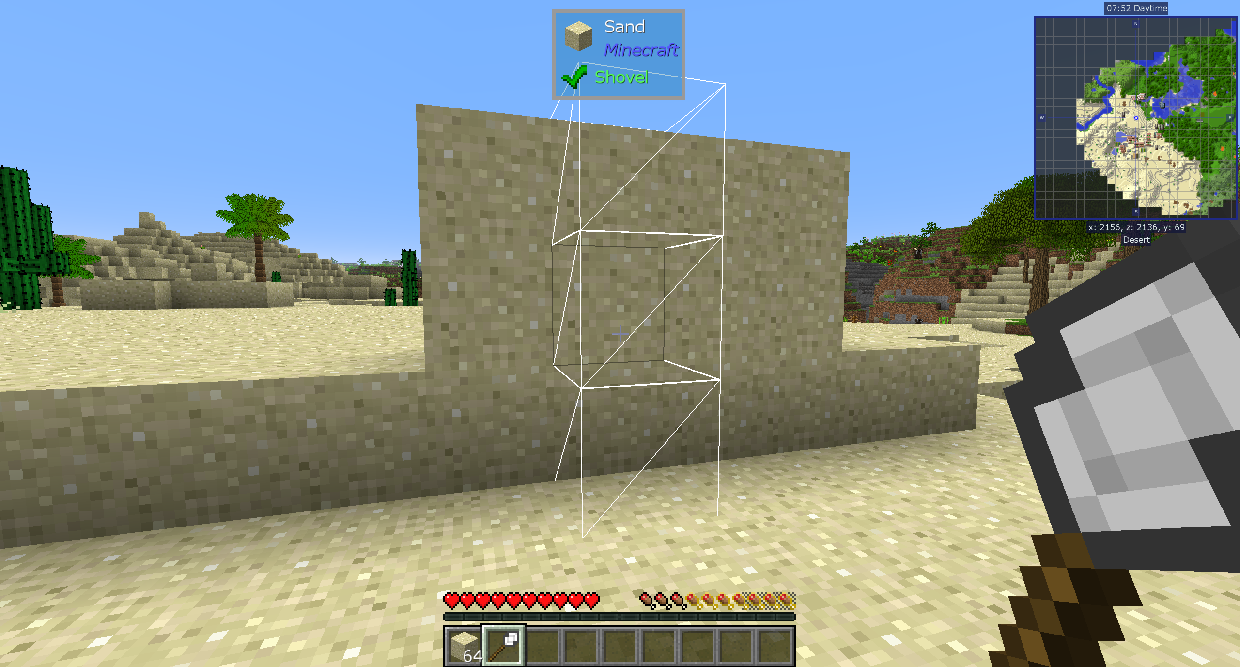 Sand
Minecraft
Shovel
07:52 Daytime
x: 2155, z: 2136, y: 69
Desert
64